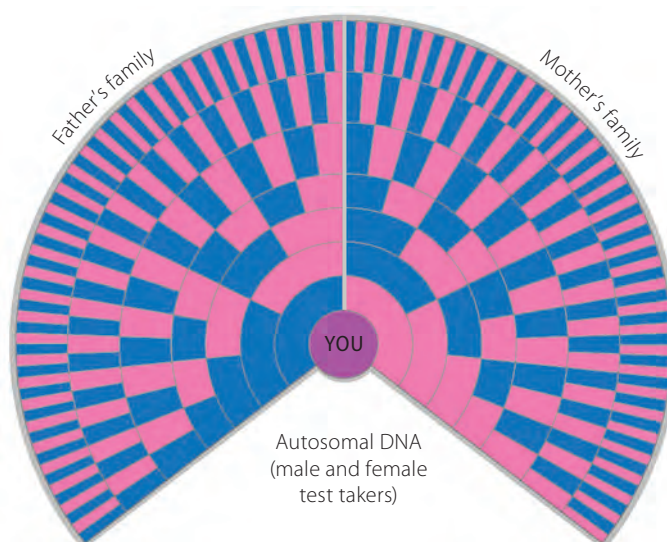 Father's family
Mother's family
YOU
Autosomal DNA
(male and female
test takers)